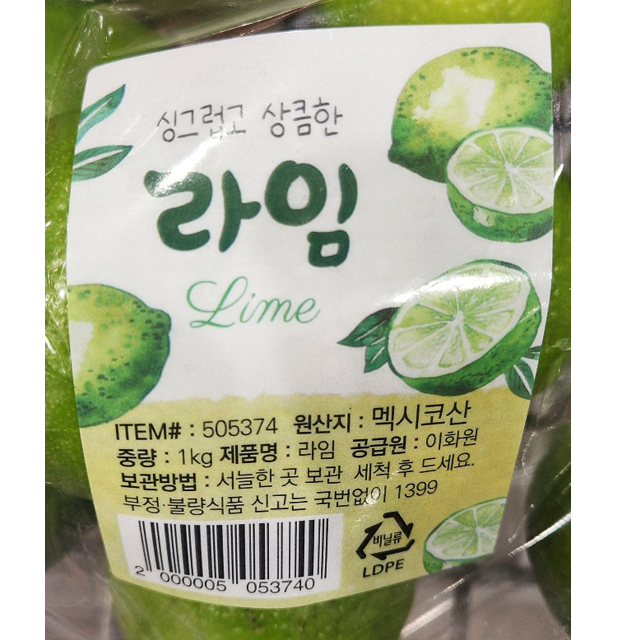 싱그럽고 상큼한
라임
Lime
ITEM# : 505374 원산지 : 멕시코산
중량 : 1kg 제품명 : 라임 공급원 : 이화원
보관방법 : 서늘한 곳 보관 세척 후 드세요.
부정·불량식품 신고는 국번없이 1399
비닐류
LDPE
2 000005 053740